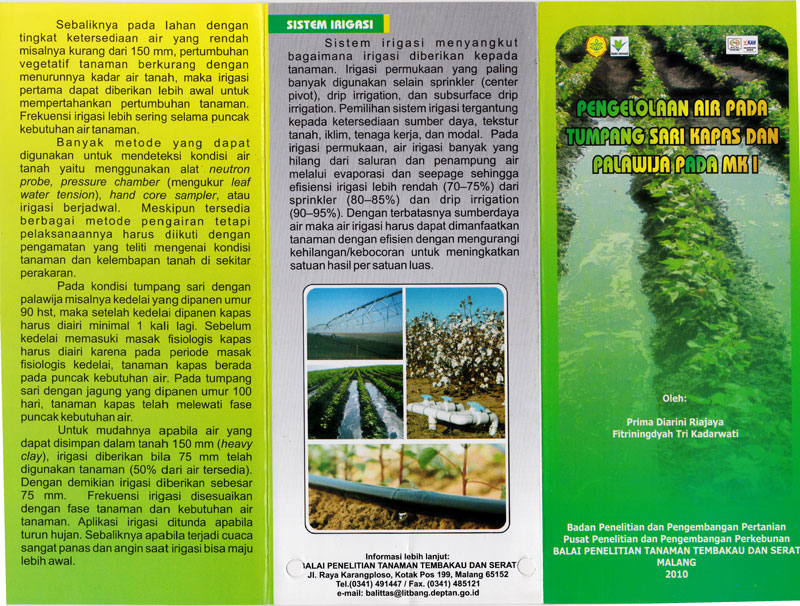 Sebaliknya pada lahan dengan
tingkat ketersediaan air yang rendah
misalnya kurang dari 150 mm, pertumbuhan
vegetatif tanaman berkurang dengan
menurunnya kadar air tanah, maka irigasi
pertama dapat diberikan lebih awal untuk
mempertahankan pertumbuhan tanaman.
Frekuensi irigasi lebih sering selama puncak
kebutuhan air tanaman.
Banyak metode yang dapat
digunakan untuk mendeteksi kondisi air
tanah yaitu menggunakan alat neutron
probe, pressure chamber (mengukur leaf
water tension), hand core sampler, atau
irigasi berjadwal. Meskipun tersedia
berbagai metode pengairan tetapi
pelaksanaannya harus diikuti dengan
pengamatan yang teliti mengenai kondisi
tanaman dan kelembapan tanah di sekitar
perakaran.
Pada kondisi tumpang sari dengan
palawija misalnya kedelai yang dipanen umur
90 hst, maka setelah kedelai dipanen kapas
harus diairi minimal 1 kali lagi. Sebelum
kedelai memasuki masak fisiologis kapas
harus diairi karena pada periode masak
fisiologis kedelai, tanaman kapas berada
pada puncak kebutuhan air. Pada tumpang
sari dengan jagung yang dipanen umur 100
hari, tanaman kapas telah melewati fase
puncak kebutuhan air.
Untuk mudahnya apabila air yang
dapat disimpan dalam tanah 150 mm (heavy
clay), irigasi diberikan bila 75 mm telah
digunakan tanaman (50% dari air tersedia).
Dengan demikian irigasi diberikan sebesar
75 mm. Frekuensi irigasi disesuaikan
dengan fase tanaman dan kebutuhan air
tanaman. Aplikasi irigasi ditunda apabila
turun hujan. Sebaliknya apabila terjadi cuaca
sangat panas dan angin saat irigasi bisa maju
lebih awal.
SISTEM IRIGASI
Sistem irigasi menyangkut
bagaimana irigasi diberikan kepada
tanaman. Irigasi permukaan yang paling
banyak digunakan selain sprinkler (center
pivot), drip irrigation, dan subsurface drip
irrigation. Pemilihan sistem irigasi tergantung
kepada ketersediaan sumber daya, tekstur
tanah, iklim, tenaga kerja, dan modal. Pada
irigasi permukaan, air irigasi banyak yang
hilang dari saluran dan penampung air
melalui evaporasi dan seepage sehingga
efisiensi irigasi lebih rendah (70–75%) dari
sprinkler (80–85%) dan drip irrigation
(90–95%). Dengan terbatasnya sumberdaya
air maka air irigasi harus dapat dimanfaatkan
tanaman dengan efisien dengan mengurangi
kehilangan/kebocoran untuk meningkatkan
satuan hasil per satuan luas.
Informasi lebih lanjut:
BALAI PENELITIAN TANAMAN TEMBAKAU DAN SERAT
Jl. Raya Karangploso, Kotak Pos 199, Malang 65152
Tel.(0341) 491447 / Fax. (0341) 485121
e-mail: balittas@litbang.deptan.go.id
PENGELOLAAN AIR PADA
TUMPANG SARI KAPAS DAN
PALAWIJA PADA MK I
Oleh:
Prima Diarini Riajaya
Fitriningdyah Tri Kadarwati
Badan Penelitian dan Pengembangan Pertanian
Pusat Penelitian dan Pengembangan Perkebunan
BALAI PENELITIAN TANAMAN TEMBAKAU DAN SERAT
MALANG
2010